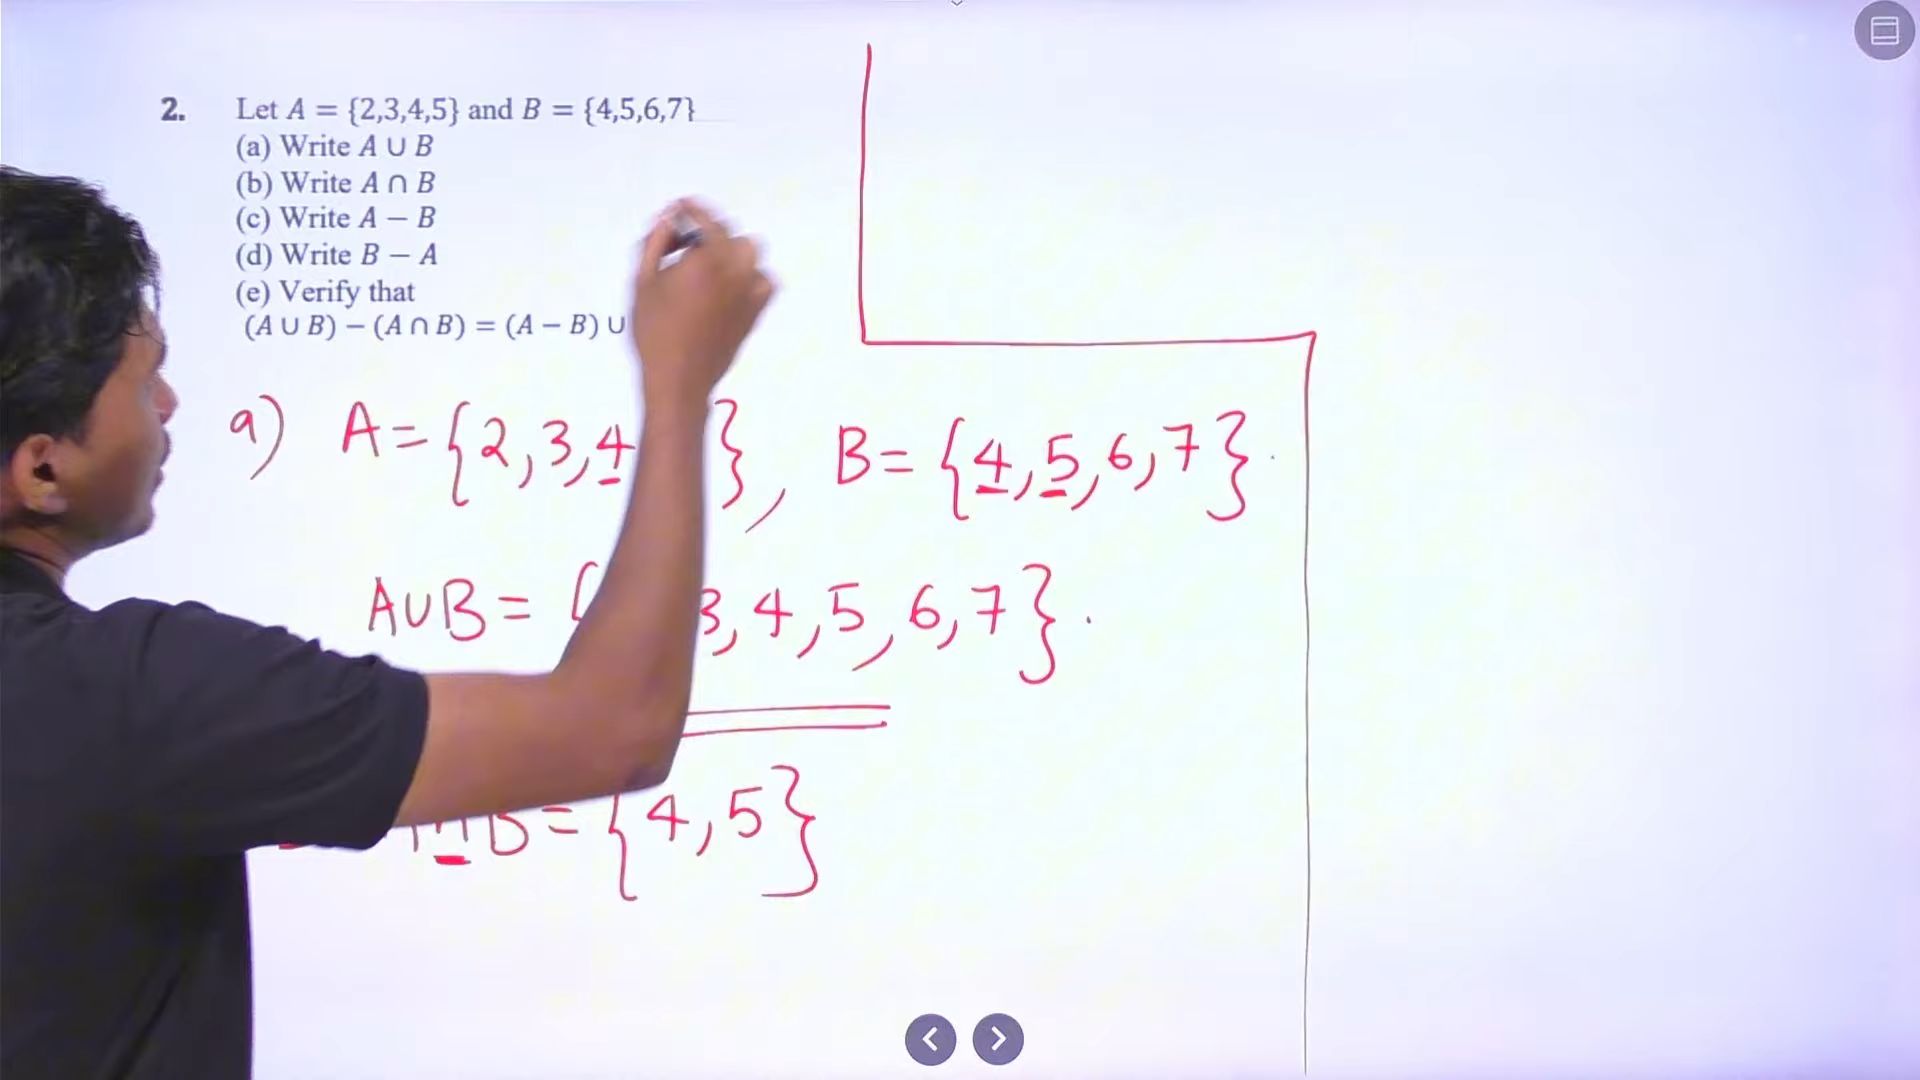 2. Let A = {2,3,4,5} and B = {4,5,6,7}
(a) Write A ∪ B
(b) Write A ∩ B
(c) Write A − B
(d) Write B − A
(e) Verify that
(A ∪ B) − (A ∩ B) = (A − B) ∪
a) A = {2,3,4 }, B = {4,5,6,7}.
A∪B = { 3,4,5,6,7}.
∩B = {4,5}